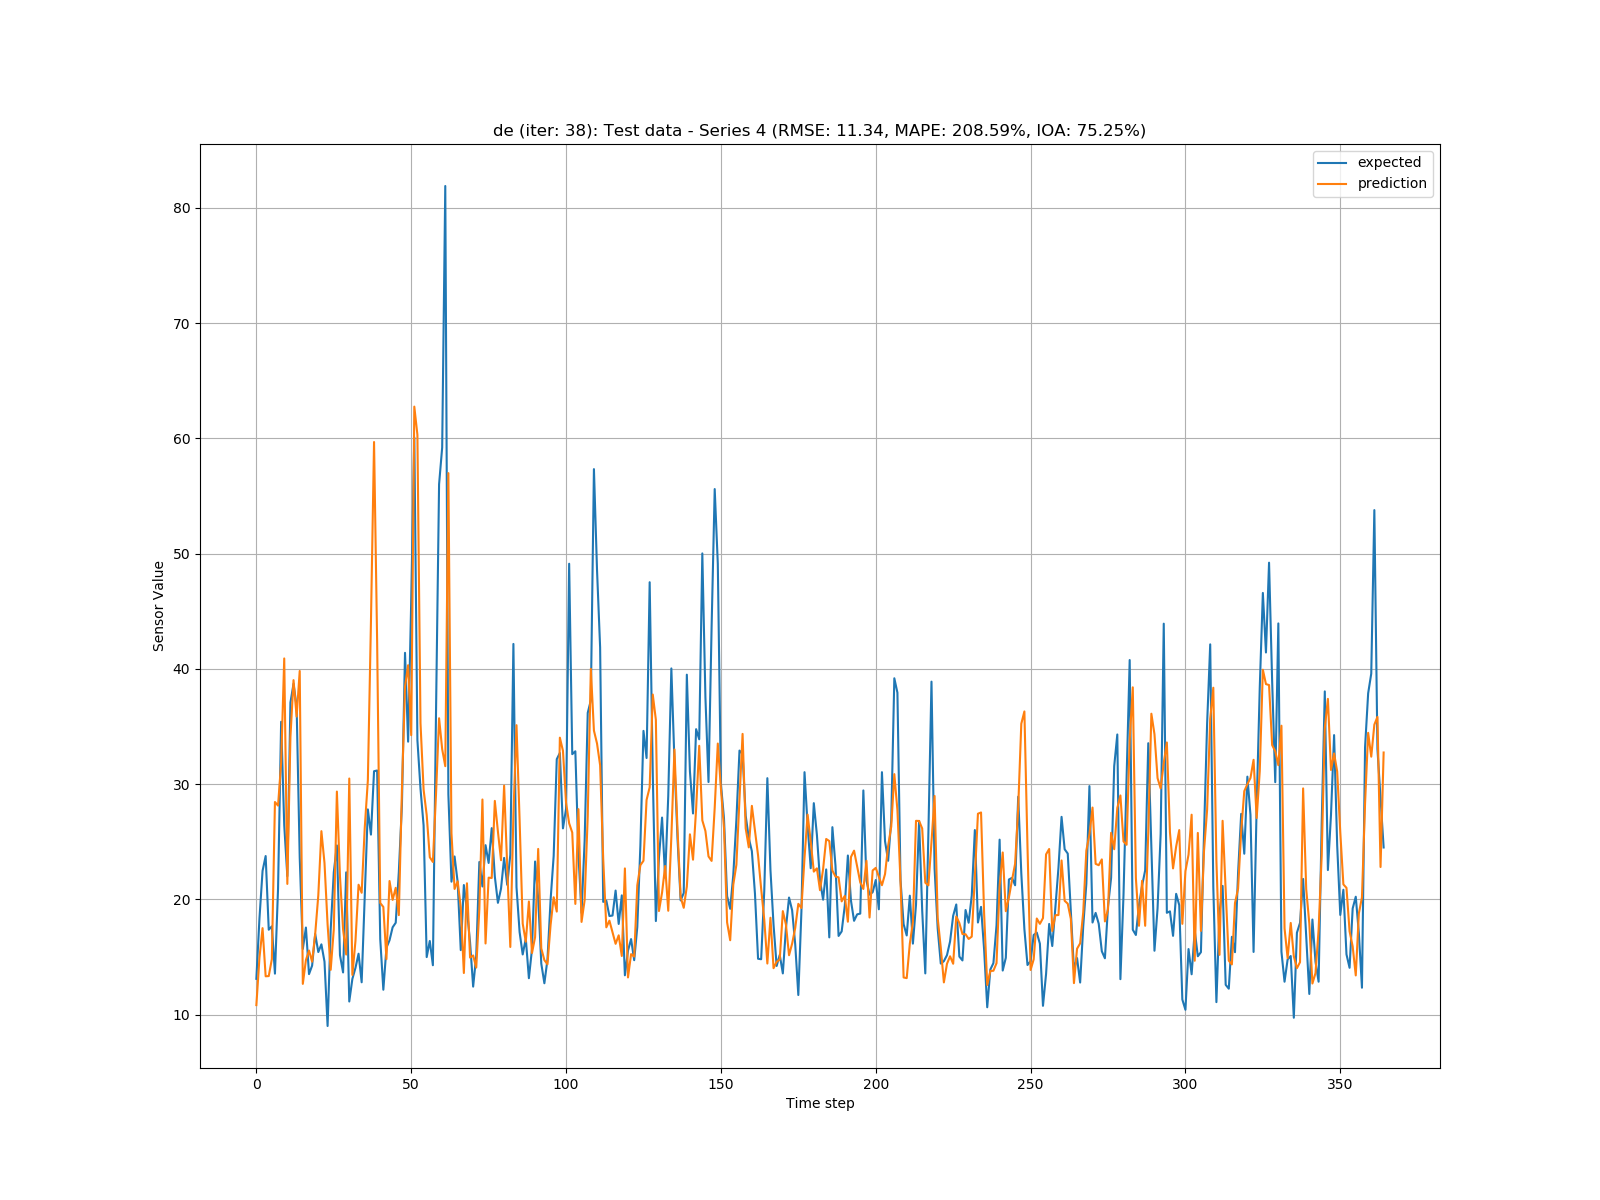 de (iter: 38): Test data - Series 4 (RMSE: 11.34, MAPE: 208.59%, IOA: 75.25%)
expected
prediction
80
70
60
50
40
30
20
10
Sensor Value
0 50 100 150 200 250 300 350
Time step